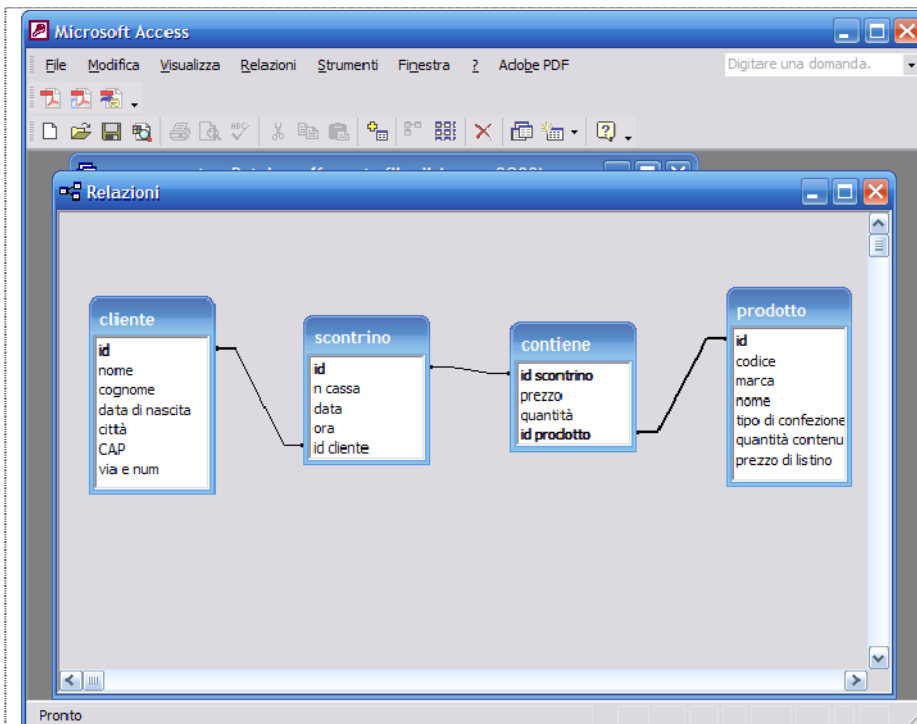 Microsoft Access
File Modifica Visualizza Relazioni Strumenti Finestra ? Adobe PDF Digitare una domanda.
Relazioni
cliente
id
nome
cognome
data di nascita
città
CAP
via e num
scontrino
id
n cassa
data
ora
id cliente
contiene
id scontrino
prezzo
quantità
id prodotto
prodotto
id
codice
marca
nome
tipo di confezione
quantità contenu
prezzo di listino
Pronto